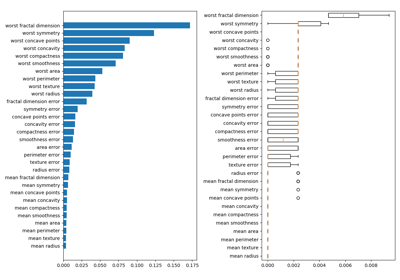 worst fractal dimension
worst symmetry
worst concave points
worst concavity
worst compactness
worst smoothness
worst area
worst perimeter
worst texture
worst radius
fractal dimension error
symmetry error
concave points error
concavity error
compactness error
smoothness error
area error
perimeter error
texture error
radius error
mean fractal dimension
mean symmetry
mean concave points
mean concavity
mean compactness
mean smoothness
mean area
mean perimeter
mean texture
mean radius
0.000 0.025 0.050 0.075 0.100 0.125 0.150 0.175
worst fractal dimension
worst symmetry
worst concave points
worst concavity
worst compactness
worst smoothness
worst area
worst perimeter
worst texture
worst radius
fractal dimension error
symmetry error
concave points error
concavity error
compactness error
smoothness error
area error
perimeter error
texture error
radius error
mean fractal dimension
mean symmetry
mean concave points
mean concavity
mean compactness
mean smoothness
mean area
mean perimeter
mean texture
mean radius
0.000 0.002 0.004 0.006 0.008